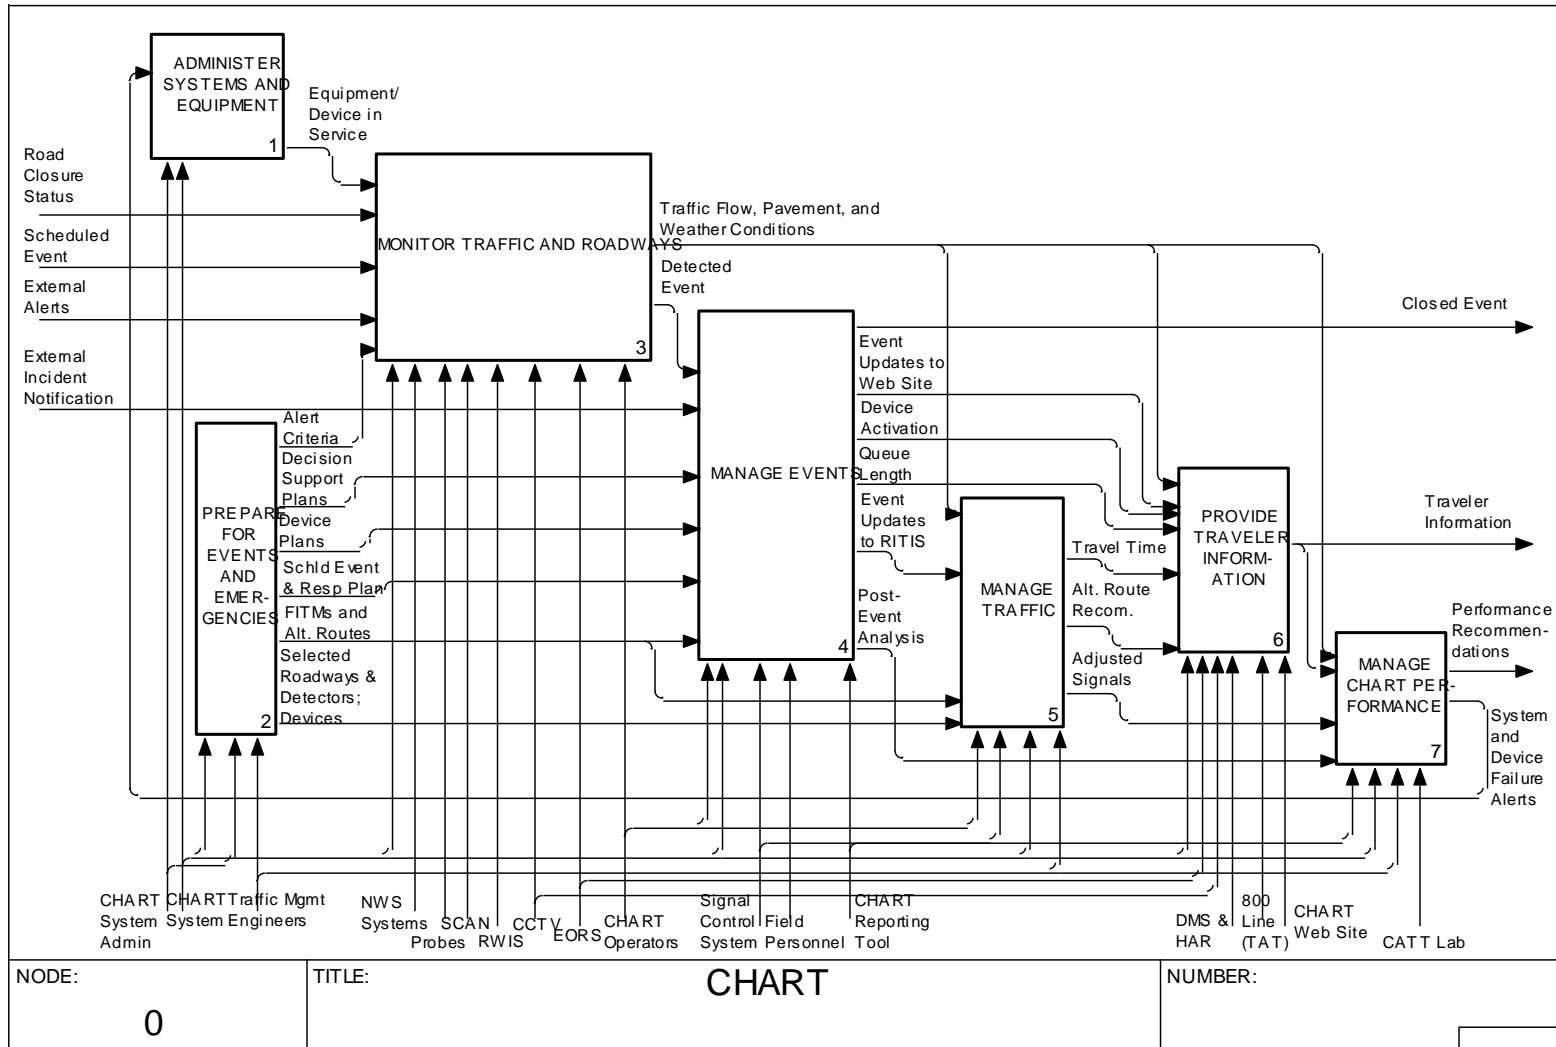 ADMINISTER
SYSTEMS AND
EQUIPMENT
1
Equipment/
Device in
Service
Road
Closure
Status
Scheduled
Event
External
Alerts
External
Incident
Notification
MONITOR TRAFFIC AND ROADWAYS
3
Traffic Flow, Pavement, and
Weather Conditions
Detected
Event
Closed Event
Alert
Criteria
Decision
Support
Plans
Device
Plans
Schld Event
& Resp Plan
FITMs and
Alt. Routes
Selected
Roadways &
Detectors;
Devices
PREPARE
FOR
EVENTS
AND
EMER-
GENCIES
2
MANAGE EVENTS
4
Event
Updates to
Web Site
Device
Activation
Queue
Length
Event
Updates
to RITIS
Post-
Event
Analysis
MANAGE
TRAFFIC
5
Travel Time
Alt. Route
Recom.
Adjusted
Signals
PROVIDE
TRAVELER
INFORM-
ATION
6
Traveler
Information
MANAGE
CHART PER-
FORMANCE
7
Performance
Recommen-
dations
System
and
Device
Failure
Alerts
CHART
System
Admin
CHART
System
Traffic Mgmt
Engineers
NWS
Systems
Probes
SCAN
RWIS
CCTV
EORS
CHART
Operators
Signal
Control
System
Field
Personnel
CHART
Reporting
Tool
DMS &
HAR
800
Line
(TAT)
CHART
Web Site
CATT Lab
NODE:
0
TITLE:
CHART
NUMBER: